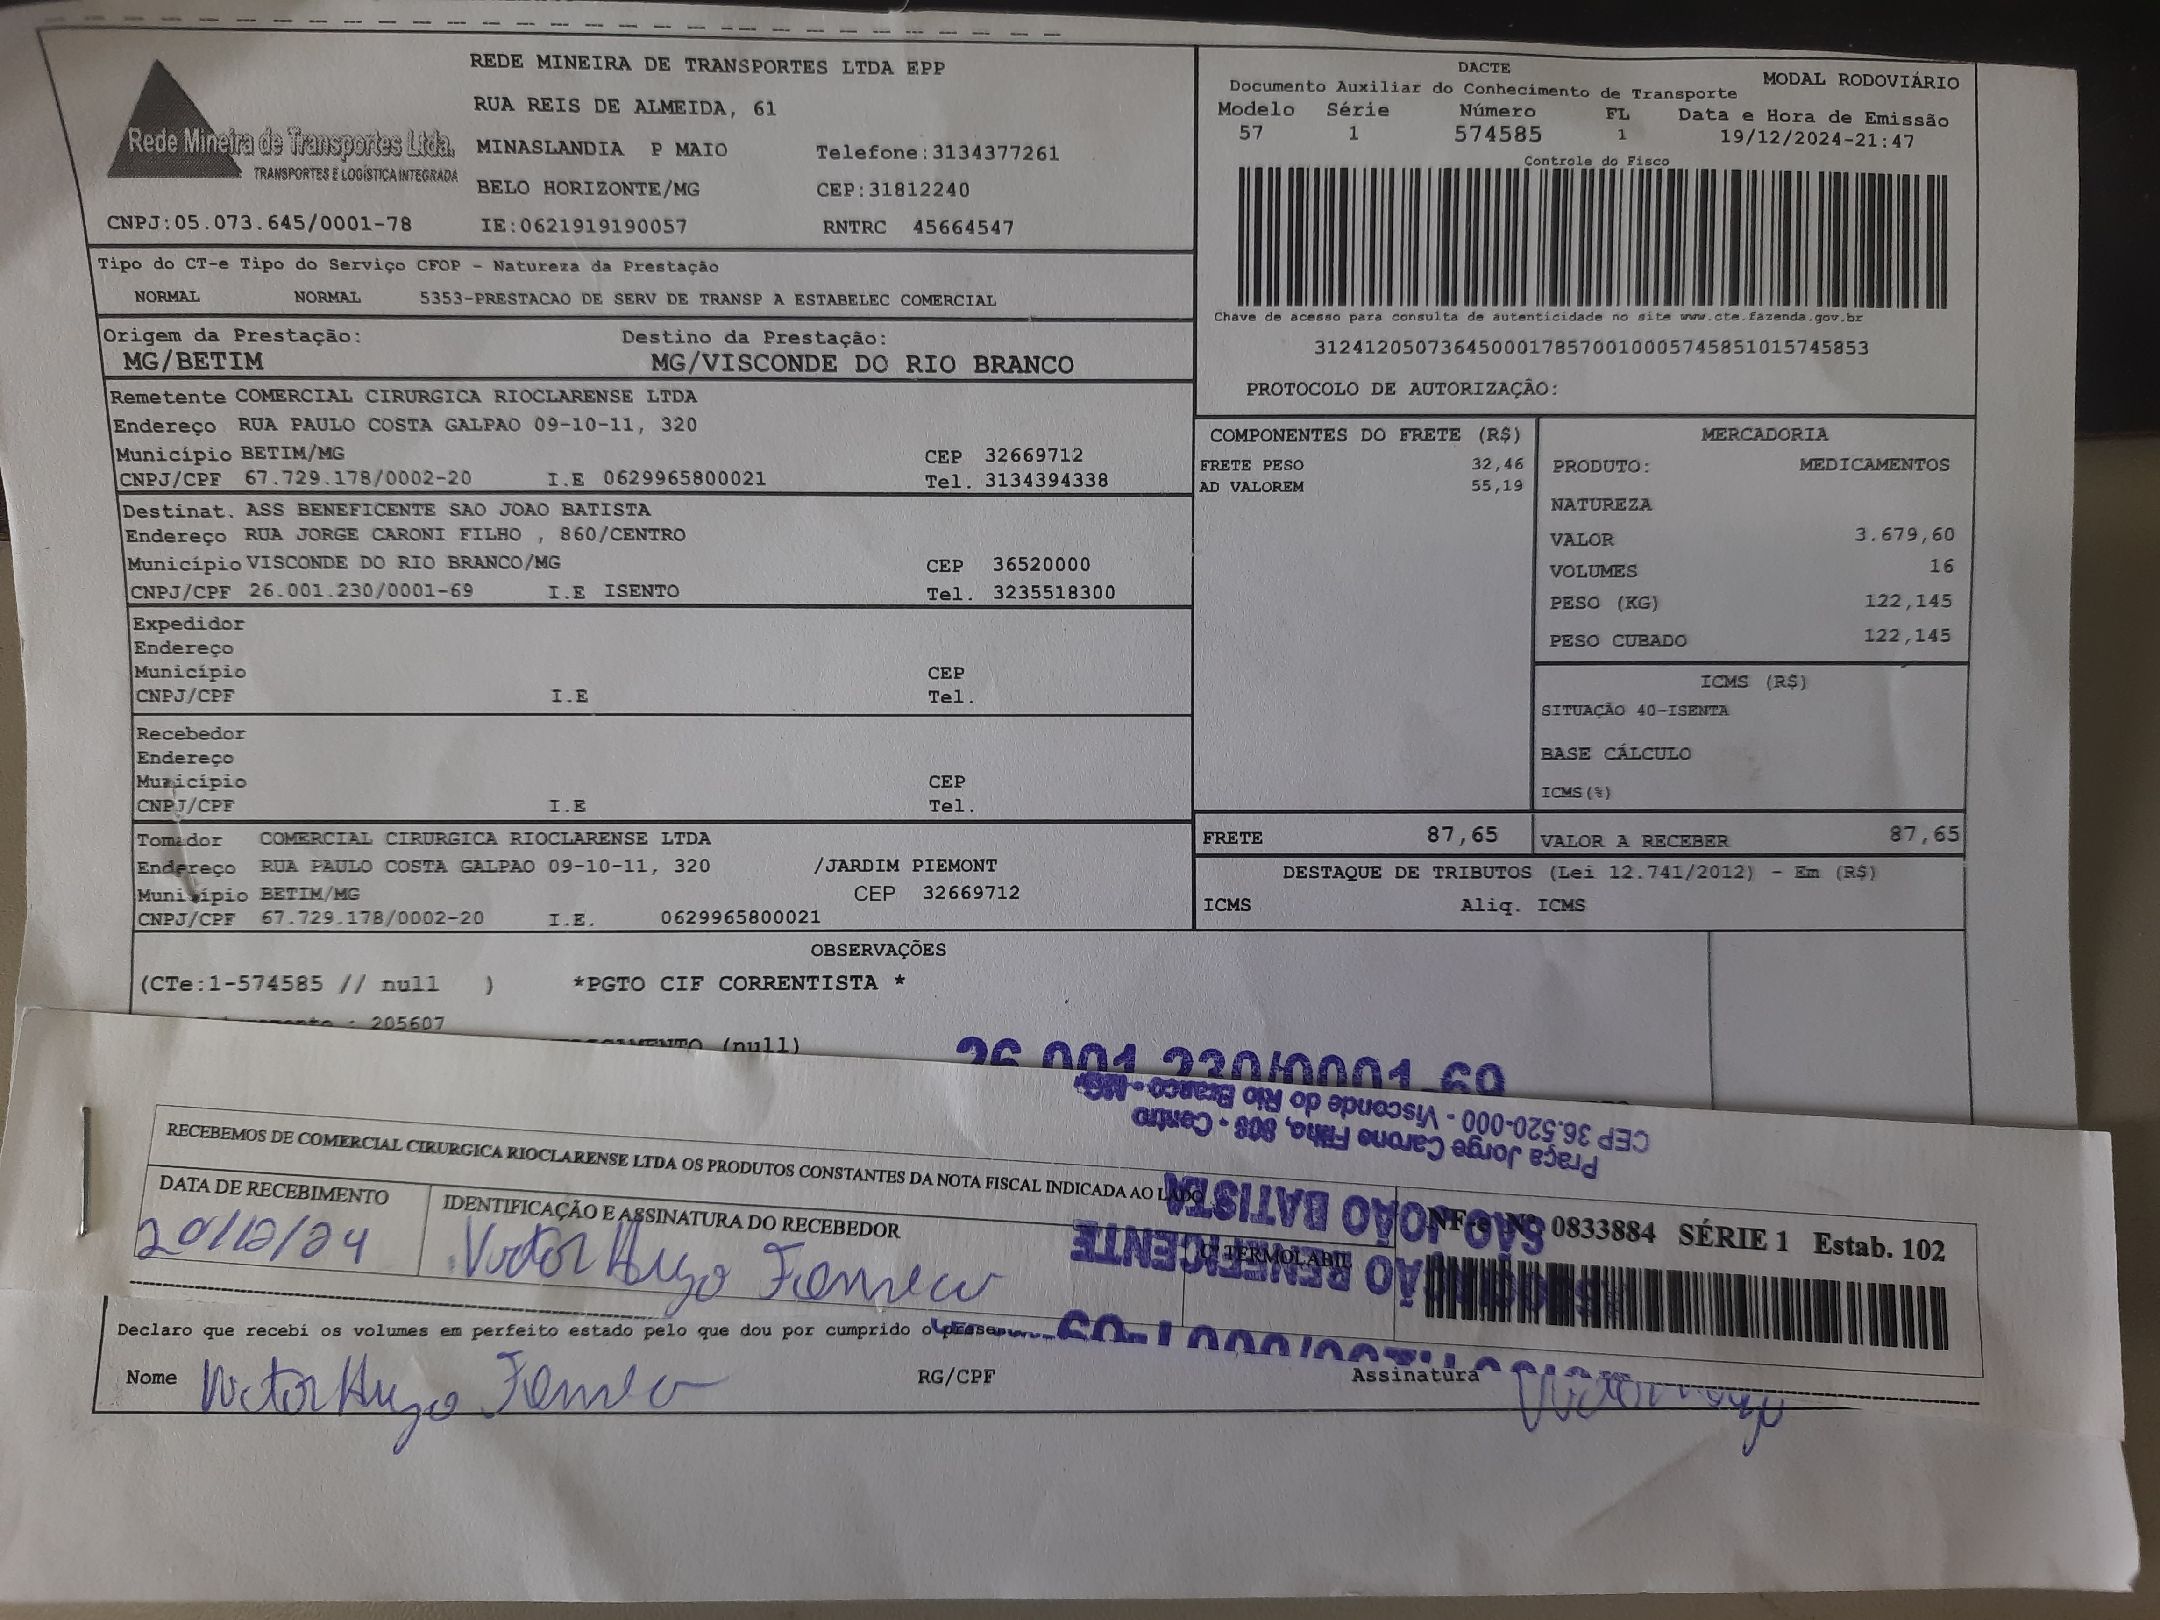 REDE MINEIRA DE TRANSPORTES LTDA EPP
RUA REIS DE ALMEIDA, 61
Rede Mineira de Transportes Ltda.
TRANSPORTES E LOGÍSTICA INTEGRADA
MINASLANDIA P MAIO Telefone:3134377261
BELO HORIZONTE/MG CEP:31812240
CNPJ:05.073.645/0001-78 IE:0621919190057 RNTRC 45664547
DACTE
Documento Auxiliar do Conhecimento de Transporte MODAL RODOVIÁRIO
Modelo Série Número FL Data e Hora de Emissão
57 1 574585 1 19/12/2024-21:47
Controle do Fisco
Chave de acesso para consulta de autenticidade no site www.cte.fazenda.gov.br
31241205073645000178570010005745851015745853
PROTOCOLO DE AUTORIZAÇÃO:
Tipo do CT-e Tipo do Serviço CFOP - Natureza da Prestação
NORMAL NORMAL 5353-PRESTACAO DE SERV DE TRANSP A ESTABELEC COMERCIAL
Origem da Prestação: Destino da Prestação:
MG/BETIM MG/VISCONDE DO RIO BRANCO
Remetente COMERCIAL CIRURGICA RIOCLARENSE LTDA
Endereço RUA PAULO COSTA GALPAO 09-10-11, 320
Município BETIM/MG CEP 32669712
CNPJ/CPF 67.729.178/0002-20 I.E 0629965800021 Tel. 3134394338
Destinat. ASS BENEFICENTE SAO JOAO BATISTA
Endereço RUA JORGE CARONI FILHO , 860/CENTRO
Município VISCONDE DO RIO BRANCO/MG CEP 36520000
CNPJ/CPF 26.001.230/0001-69 I.E ISENTO Tel. 3235518300
Expedidor
Endereço
Município CEP
CNPJ/CPF I.E Tel.
Recebedor
Endereço
Município CEP
CNPJ/CPF I.E Tel.
Tomador COMERCIAL CIRURGICA RIOCLARENSE LTDA
Endereço RUA PAULO COSTA GALPAO 09-10-11, 320 /JARDIM PIEMONT
Município BETIM/MG CEP 32669712
CNPJ/CPF 67.729.178/0002-20 I.E. 0629965800021
COMPONENTES DO FRETE (R$)
FRETE PESO 32,46
AD VALOREM 55,19
MERCADORIA
PRODUTO: MEDICAMENTOS
NATUREZA
VALOR 3.679,60
VOLUMES 16
PESO (KG) 122,145
PESO CUBADO 122,145
ICMS (R$)
SITUAÇÃO 40-ISENTA
BASE CÁLCULO
ICMS(%)
FRETE 87,65 VALOR A RECEBER 87,65
DESTAQUE DE TRIBUTOS (Lei 12.741/2012) - Em (R$)
ICMS Aliq. ICMS
OBSERVAÇÕES
(CTe:1-574585 // null ) *PGTO CIF CORRENTISTA *
: 205607
(null)
26.001.230/0001-69
CEP 36.520-000 - Visconde do Rio Branco - MG
Praça Jorge Carone Filho, - Centro
SÃO JOÃO BATISTA
BENEFICENTE
RECEBEMOS DE COMERCIAL CIRURGICA RIOCLARENSE LTDA OS PRODUTOS CONSTANTES DA NOTA FISCAL INDICADA AO LADO
DATA DE RECEBIMENTO IDENTIFICAÇÃO E ASSINATURA DO RECEBEDOR
20/12/24 Victor Hugo Fonseca
TERMOLABIL
NF-e Nº 0833884 SÉRIE 1 Estab. 102
Declaro que recebi os volumes em perfeito estado pelo que dou por cumprido o
Nome Victor Hugo Fonseca RG/CPF Assinatura Victor Hugo